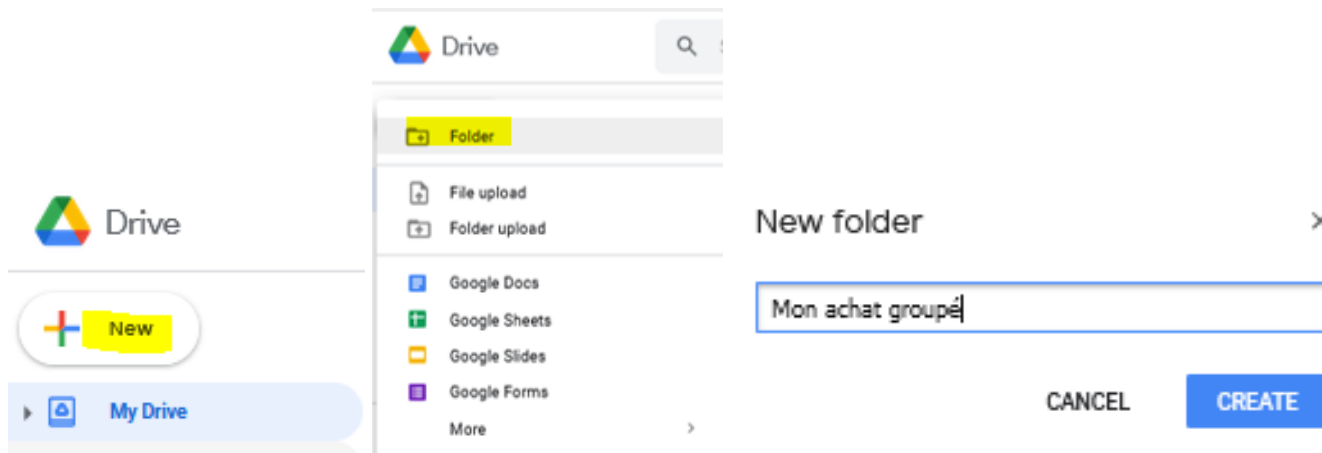 Drive
New
My Drive
Drive
Folder
File upload
Folder upload
Google Docs
Google Sheets
Google Slides
Google Forms
More
New folder
Mon achat groupé
CANCEL
CREATE